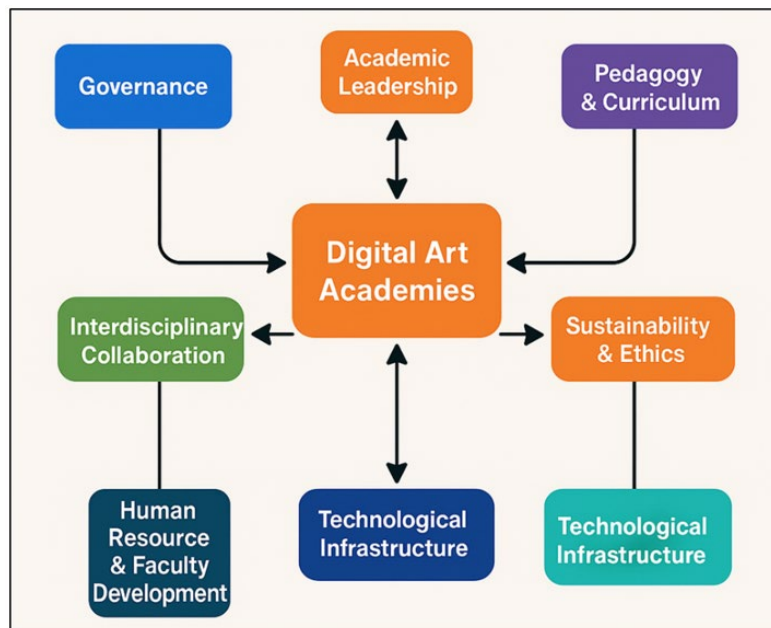 Governance
Academic
Leadership
Pedagogy
& Curriculum
Digital Art
Academies
Interdisciplinary
Collaboration
Sustainability
& Ethics
Human
Resource
& Faculty
Development
Technological
Infrastructure
Technological
Infrastructure